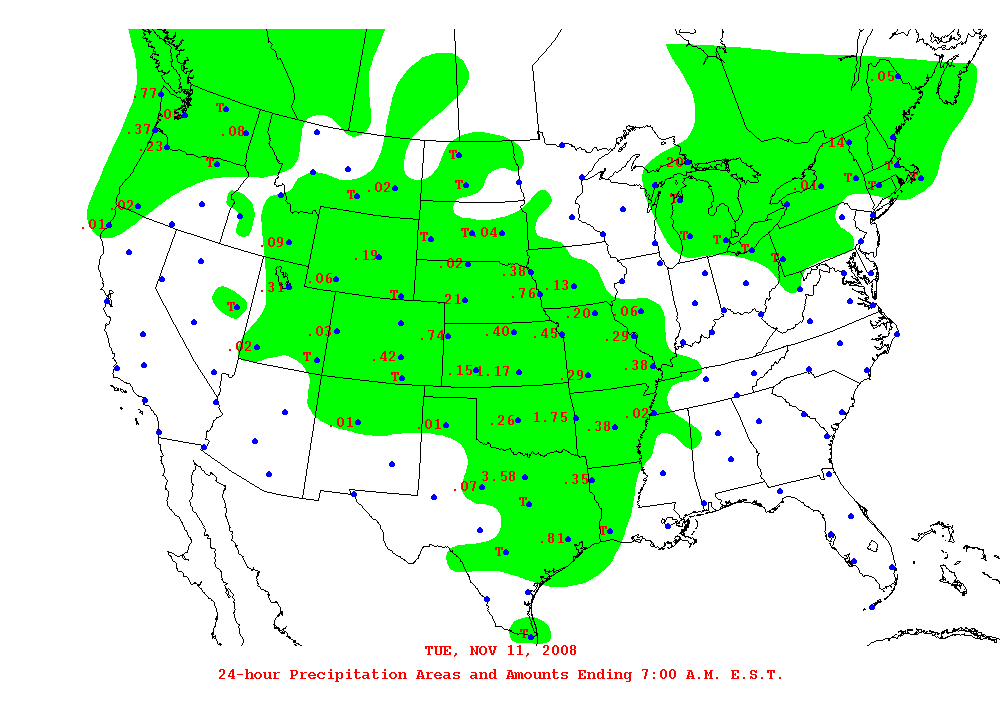 .05
.77
T
.05
.37
.08
.23
.14
T
T
.20
T
T
T
T
.02
T
.01
T
T
.02
.01
T
T
.04
T
T
.09
T
.19
.02
T
.38
.06
.31
T
.13
.76
T
.21
.20
.06
.03
.74
.40
.45
.29
.02
T
.42
.38
.15
1.17
.29
T
.02
.01
.01
.26
1.75
.38
3.58
.35
.07
T
T
.81
T
T
TUE, NOV 11, 2008
24-hour Precipitation Areas and Amounts Ending 7:00 A.M. E.S.T.